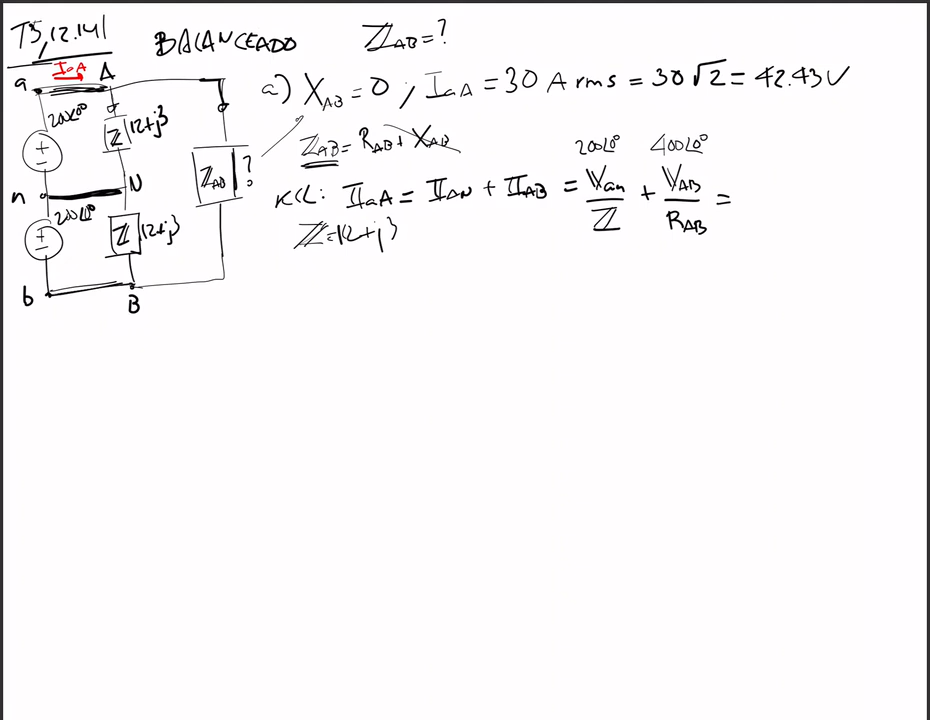 T5, 12.141
BALANCEADO
Z_AB = ?
I_aA
a
A
200∠0°
Z 12+j3
n
N
Z_AB ?
200∠0°
Z 12+j3
b
B
a) X_AB = 0 ; I_aA = 30 A rms = 30√2 = 42.43 V
Z_AB = R_AB + X_AB
200∠0° 400∠0°
KCL: I_aA = I_AN + I_AB = V_an/Z + V_AB/R_AB =
Z = 12+j3